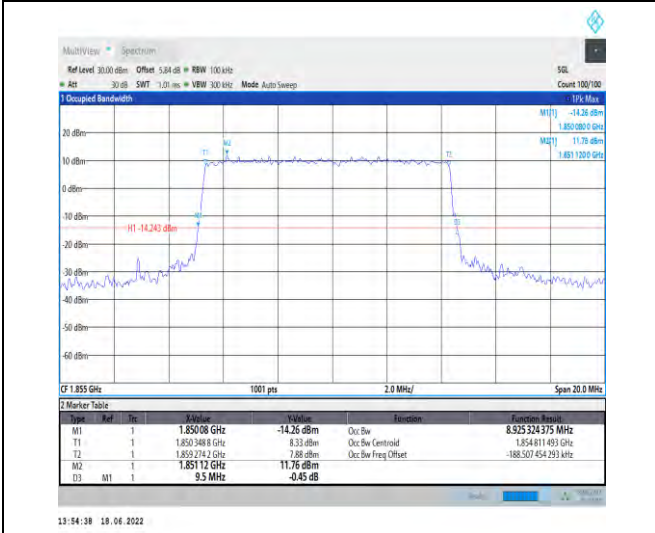 MultiView Spectrum
Ref Level 30.00 dBm Offset 5.84 dB RBW 100 kHz SGL
Att 30 dB SWT 1.01 ms VBW 300 kHz Mode Auto Sweep Count 100/100
1 Occupied Bandwidth 1Pk Max
M1[1] -14.26 dBm
1.850 080 0 GHz
M2[1] 11.76 dBm
1.851 120 0 GHz
20 dBm
M2
T1 T2
10 dBm
0 dBm
-10 dBm
H1 -14.243 dBm
-30 dBm
-40 dBm
-50 dBm
-60 dBm
CF 1.855 GHz 1001 pts 2.0 MHz/ Span 20.0 MHz
2 Marker Table
Type Ref Trc X-Value Y-Value Function Function Result
M1 1 1.85008 GHz -14.26 dBm Occ Bw 8.925 324 375 MHz
T1 1 1.850 348 8 GHz 8.33 dBm Occ Bw Centroid 1.854 811 493 GHz
T2 1 1.859 274 2 GHz 7.88 dBm Occ Bw Freq Offset -188.507 454 293 kHz
M2 1 1.85112 GHz 11.76 dBm
D3 M1 1 9.5 MHz -0.45 dB
13:54:38 18.06.2022